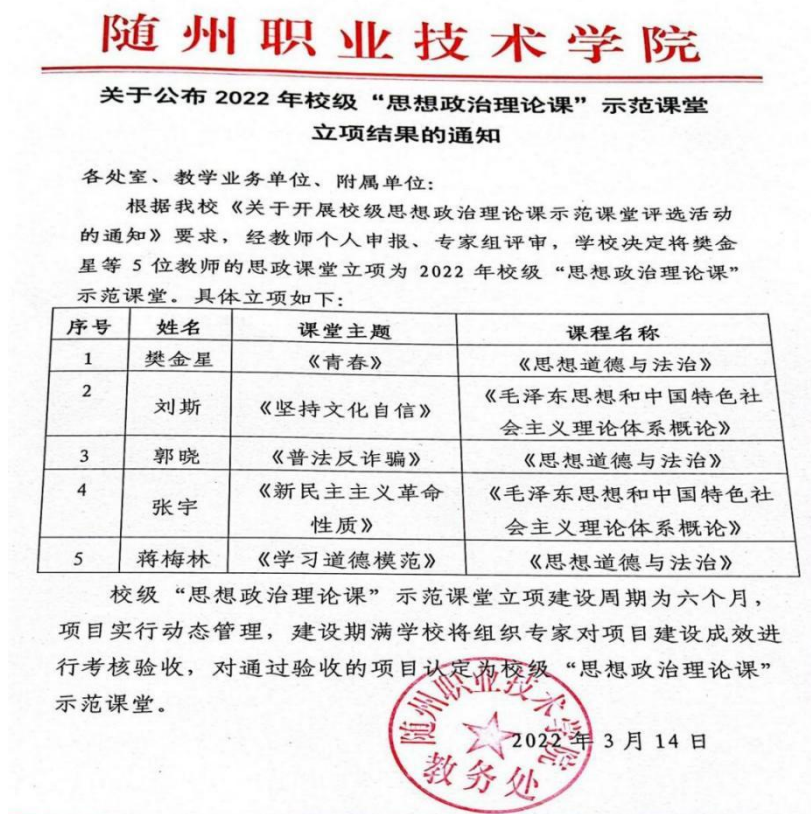 随州职业技术学院
关于公布 2022 年校级“思想政治理论课”示范课堂
立项结果的通知
各处室、教学业务单位、附属单位：
根据我校《关于开展校级思想政治理论课示范课堂评选活动
的通知》要求，经教师个人申报、专家组评审，学校决定将樊金
星等 5 位教师的思政课堂立项为 2022 年校级“思想政治理论课”
示范课堂。具体立项如下：
序号 姓名 课堂主题 课程名称
1 樊金星 《青春》 《思想道德与法治》
2 刘斯 《坚持文化自信》 《毛泽东思想和中国特色社
会主义理论体系概论》
3 郭晓 《普法反诈骗》 《思想道德与法治》
4 张宇 《新民主主义革命
性质》 《毛泽东思想和中国特色社
会主义理论体系概论》
5 蒋梅林 《学习道德模范》 《思想道德与法治》
校级“思想政治理论课”示范课堂立项建设周期为六个月，
项目实行动态管理，建设期满学校将组织专家对项目建设成效进
行考核验收，对通过验收的项目认定为校级“思想政治理论课”
示范课堂。
随州职业技术学院
教务处
2022 年 3 月 14 日